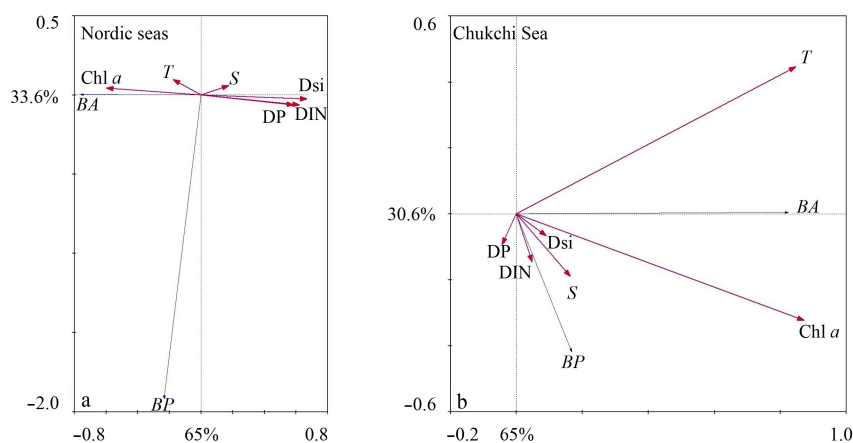 0.5
Nordic seas
Chl a
T
S
Dsi
33.6%
BA
DP
DIN
BP
a
-2.0
-0.8
65%
0.8
0.6
Chukchi Sea
T
30.6%
BA
DP
Dsi
DIN
S
Chl a
BP
b
-0.6
-0.2
65%
1.0